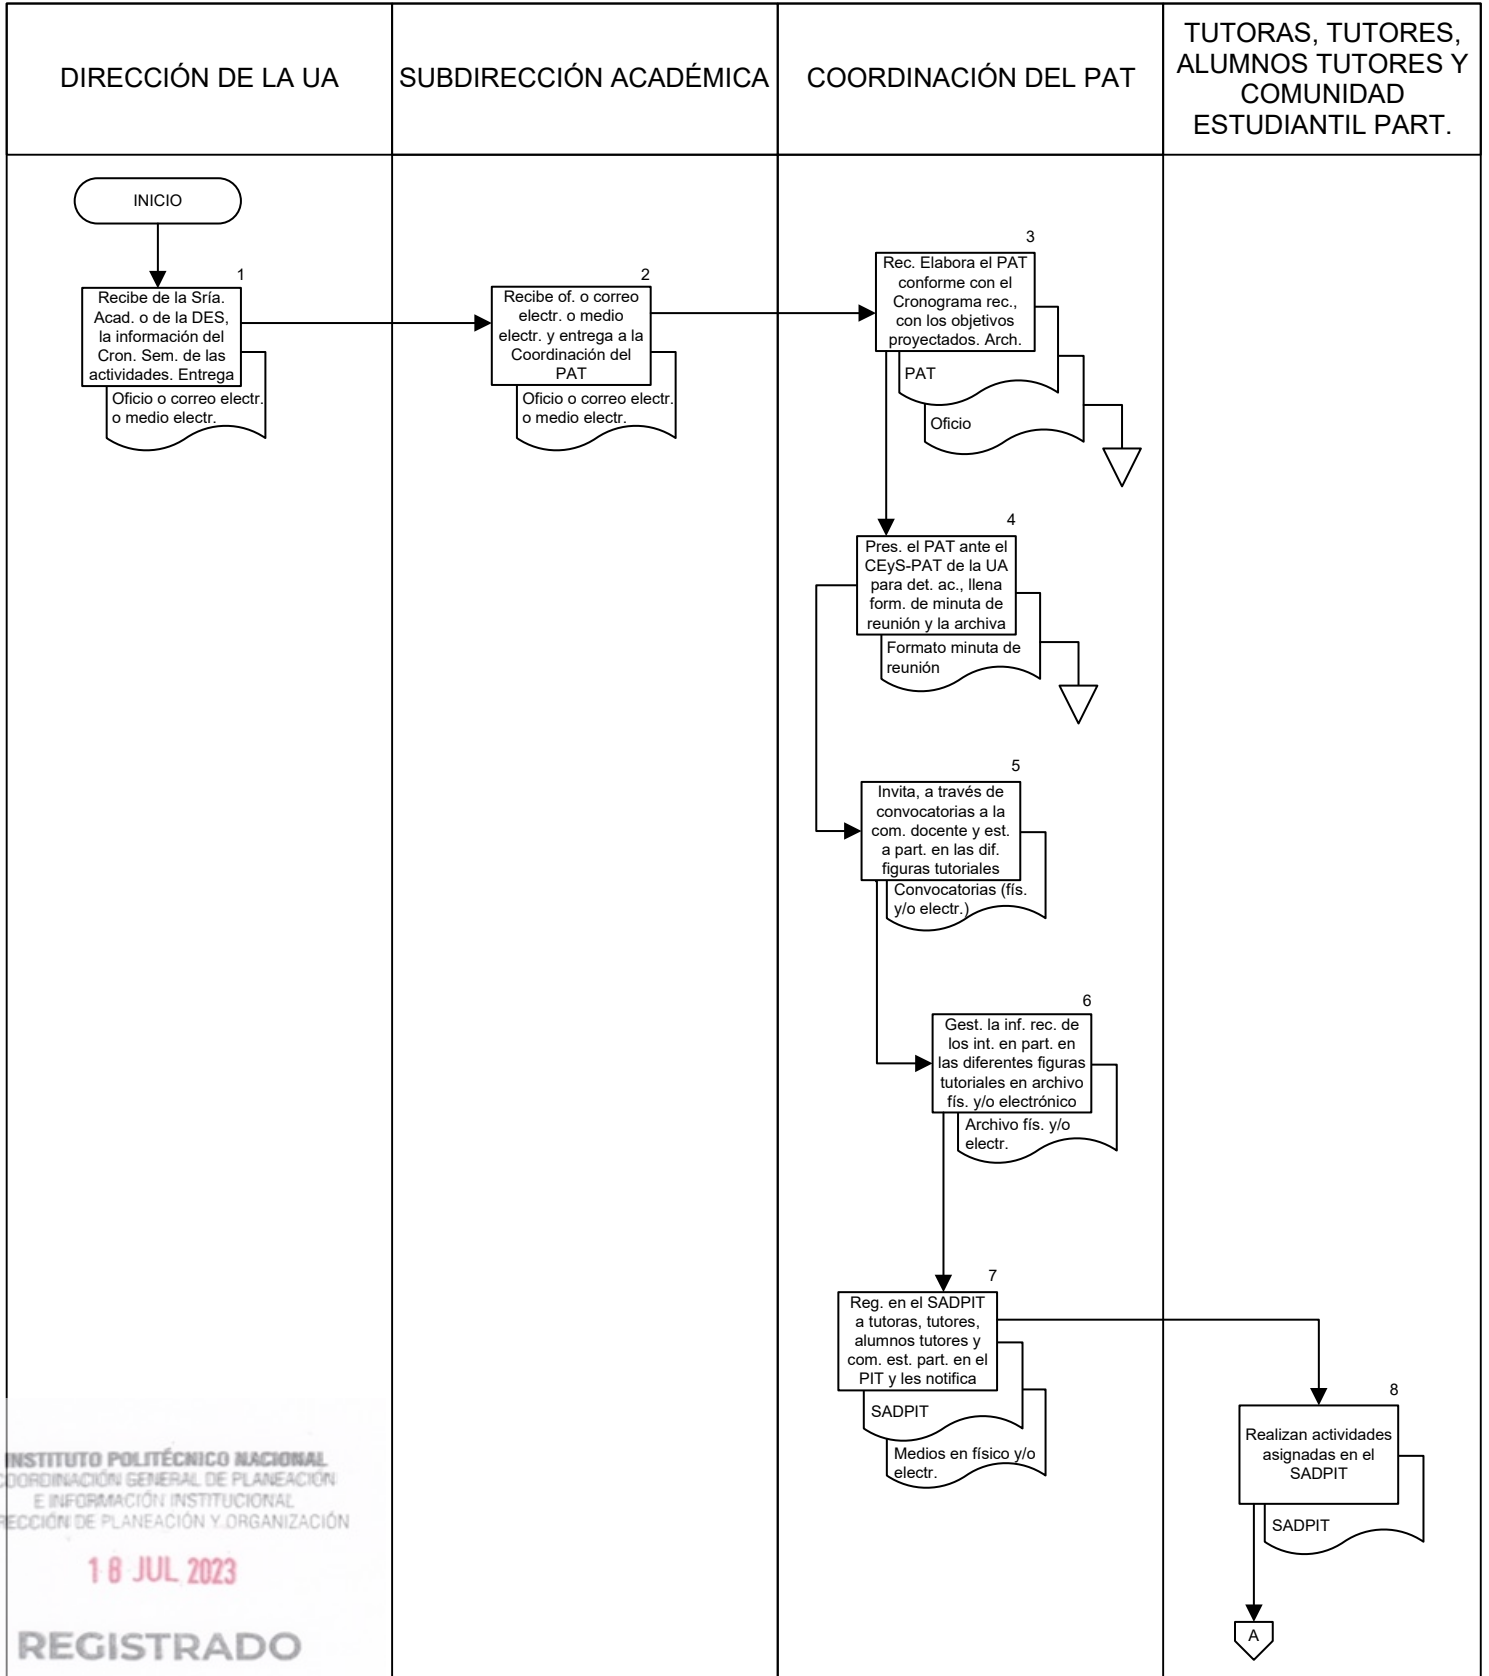 DIRECCIÓN DE LA UA
SUBDIRECCIÓN ACADÉMICA
COORDINACIÓN DEL PAT
TUTORAS, TUTORES,
ALUMNOS TUTORES Y
COMUNIDAD
ESTUDIANTIL PART.
INICIO
1
Recibe de la Sría.
Acad. o de la DES,
la información del
Cron. Sem. de las
actividades. Entrega
Oficio o correo electr.
o medio electr.
2
Recibe of. o correo
electr. o medio
electr. y entrega a la
Coordinación del
PAT
Oficio o correo electr.
o medio electr.
3
Rec. Elabora el PAT
conforme con el
Cronograma rec.,
con los objetivos
proyectados. Arch.
PAT
Oficio
4
Pres. el PAT ante el
CEyS-PAT de la UA
para det. ac., llena
form. de minuta de
reunión y la archiva
Formato minuta de
reunión
5
Invita, a través de
convocatorias a la
com. docente y est.
a part. en las dif.
figuras tutoriales
Convocatorias (fís.
y/o electr.)
6
Gest. la inf. rec. de
los int. en part. en
las diferentes figuras
tutoriales en archivo
fís. y/o electrónico
Archivo fís. y/o
electr.
7
Reg. en el SADPIT
a tutoras, tutores,
alumnos tutores y
com. est. part. en el
PIT y les notifica
SADPIT
Medios en físico y/o
electr.
8
Realizan actividades
asignadas en el
SADPIT
SADPIT
A
INSTITUTO POLITÉCNICO NACIONAL
COORDINACIÓN GENERAL DE PLANEACIÓN
E INFORMACIÓN INSTITUCIONAL
RECCIÓN DE PLANEACIÓN Y ORGANIZACIÓN
18 JUL 2023
REGISTRADO